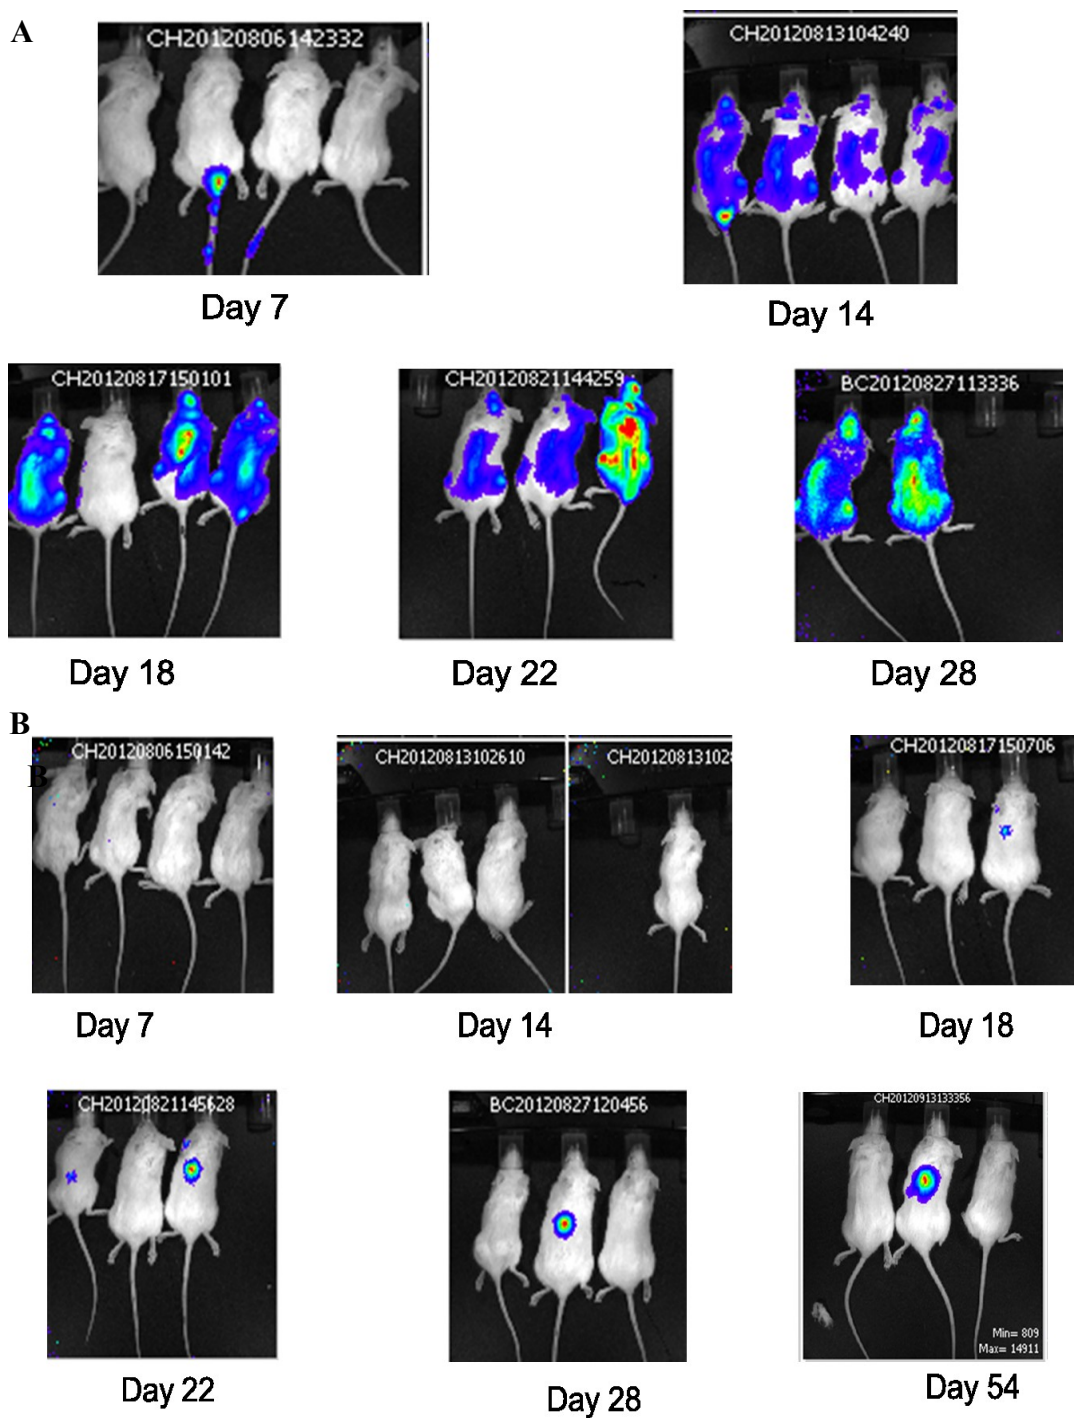 A
CH20120806142332
CH20120813104240
Day 7
Day 14
CH20120817150101
CH20120821144259
BC20120827113336
Day 18
Day 22
Day 28
B
B
CH20120806150142
CH20120813102610
CH201208131028
CH20120817150706
Day 7
Day 14
Day 18
CH20120821145628
BC20120827120456
CH20120913133356
Min= 809
Max= 14911
Day 22
Day 28
Day 54